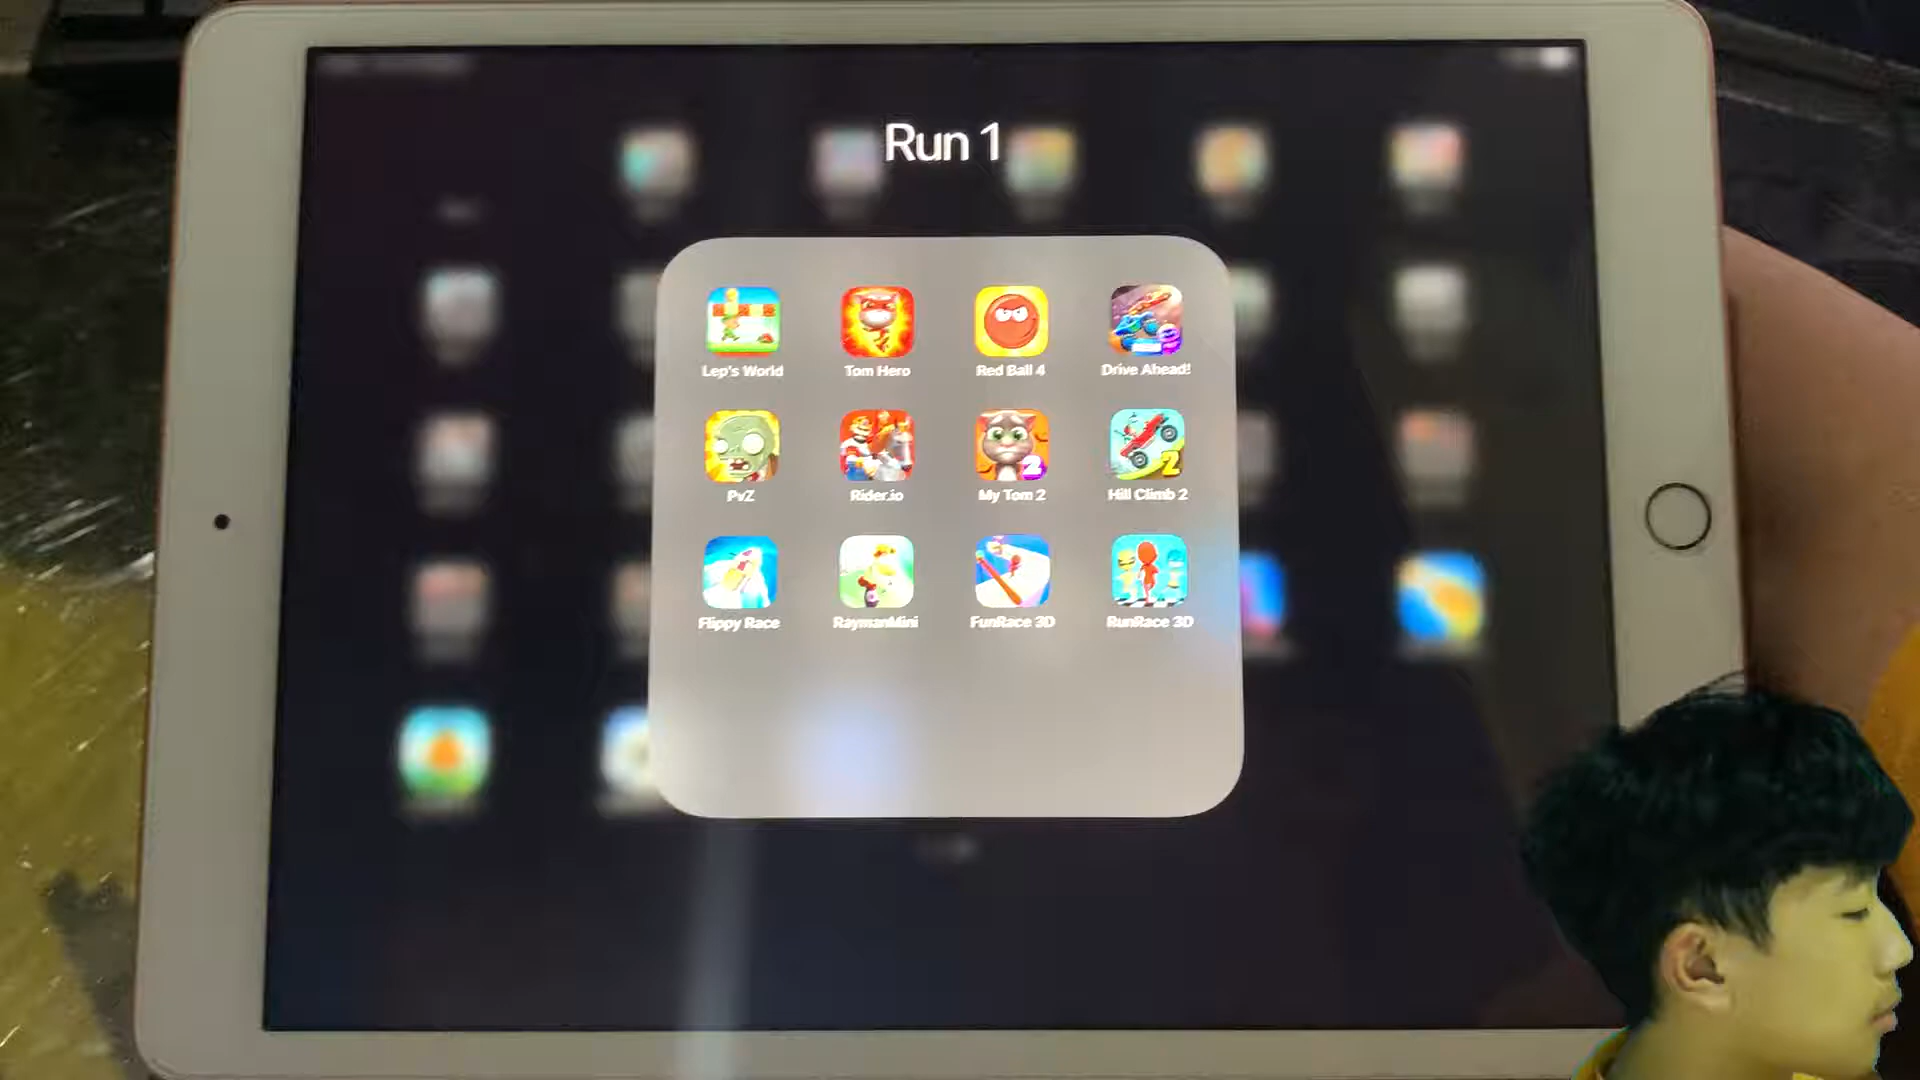 Run 1
Lep's World
Tom Hero
Red Ball 4
Drive Ahead!
PvZ
Rider.io
My Tom 2
Hill Climb 2
Flippy Race
RaymanMini
FunRace 3D
RunRace 3D